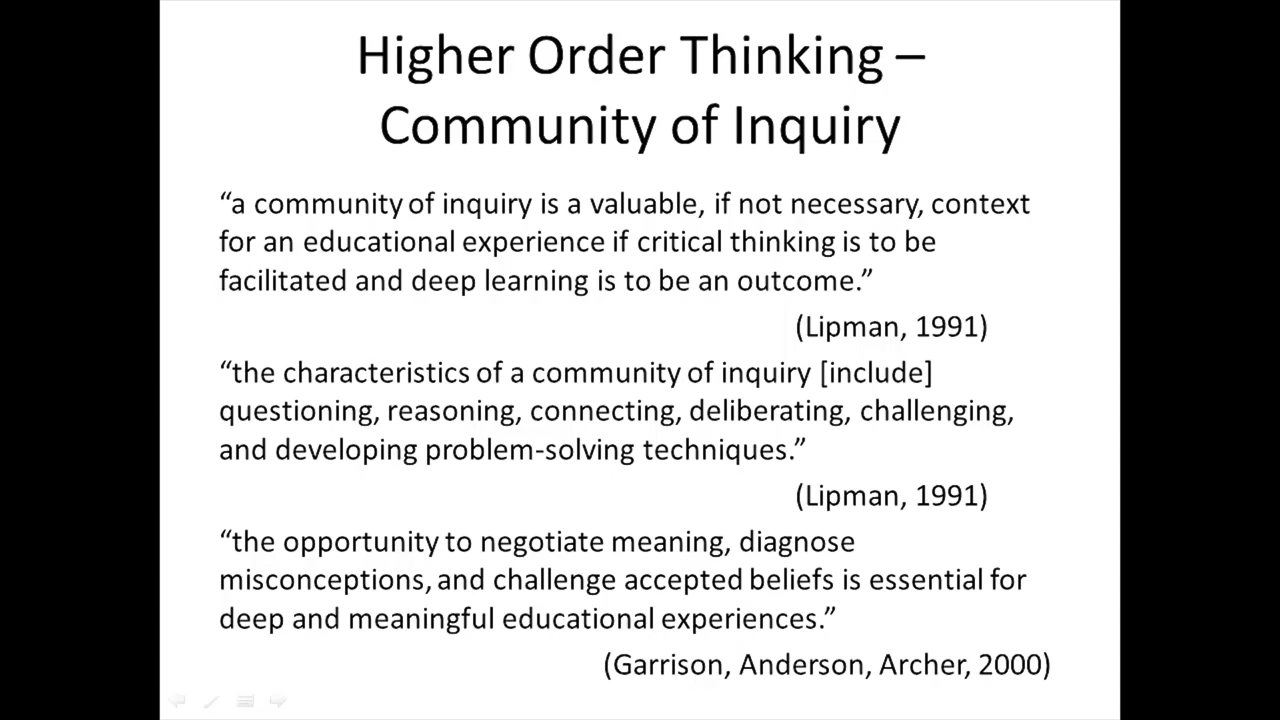 Higher Order Thinking –
Community of Inquiry
“a community of inquiry is a valuable, if not necessary, context
for an educational experience if critical thinking is to be
facilitated and deep learning is to be an outcome.”
(Lipman, 1991)
“the characteristics of a community of inquiry [include]
questioning, reasoning, connecting, deliberating, challenging,
and developing problem-solving techniques.”
(Lipman, 1991)
“the opportunity to negotiate meaning, diagnose
misconceptions, and challenge accepted beliefs is essential for
deep and meaningful educational experiences.”
(Garrison, Anderson, Archer, 2000)